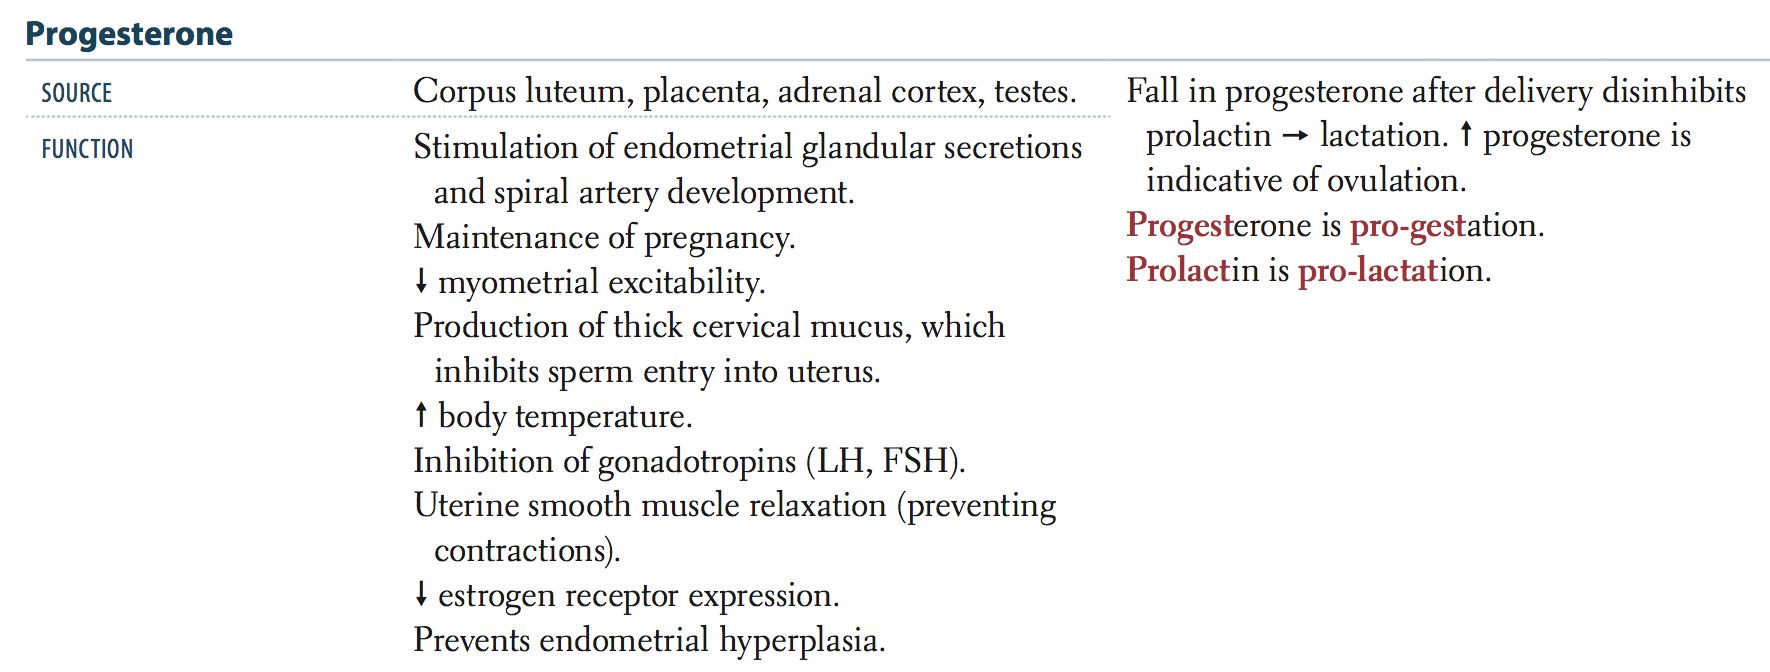 Progesterone
SOURCE
Corpus luteum, placenta, adrenal cortex, testes.
FUNCTION
Stimulation of endometrial glandular secretions
and spiral artery development.
Maintenance of pregnancy.
↓ myometrial excitability.
Production of thick cervical mucus, which
inhibits sperm entry into uterus.
↑ body temperature.
Inhibition of gonadotropins (LH, FSH).
Uterine smooth muscle relaxation (preventing
contractions).
↓ estrogen receptor expression.
Prevents endometrial hyperplasia.
Fall in progesterone after delivery disinhibits
prolactin → lactation. ↑ progesterone is
indicative of ovulation.
Progesterone is pro-gestation.
Prolactin is pro-lactation.